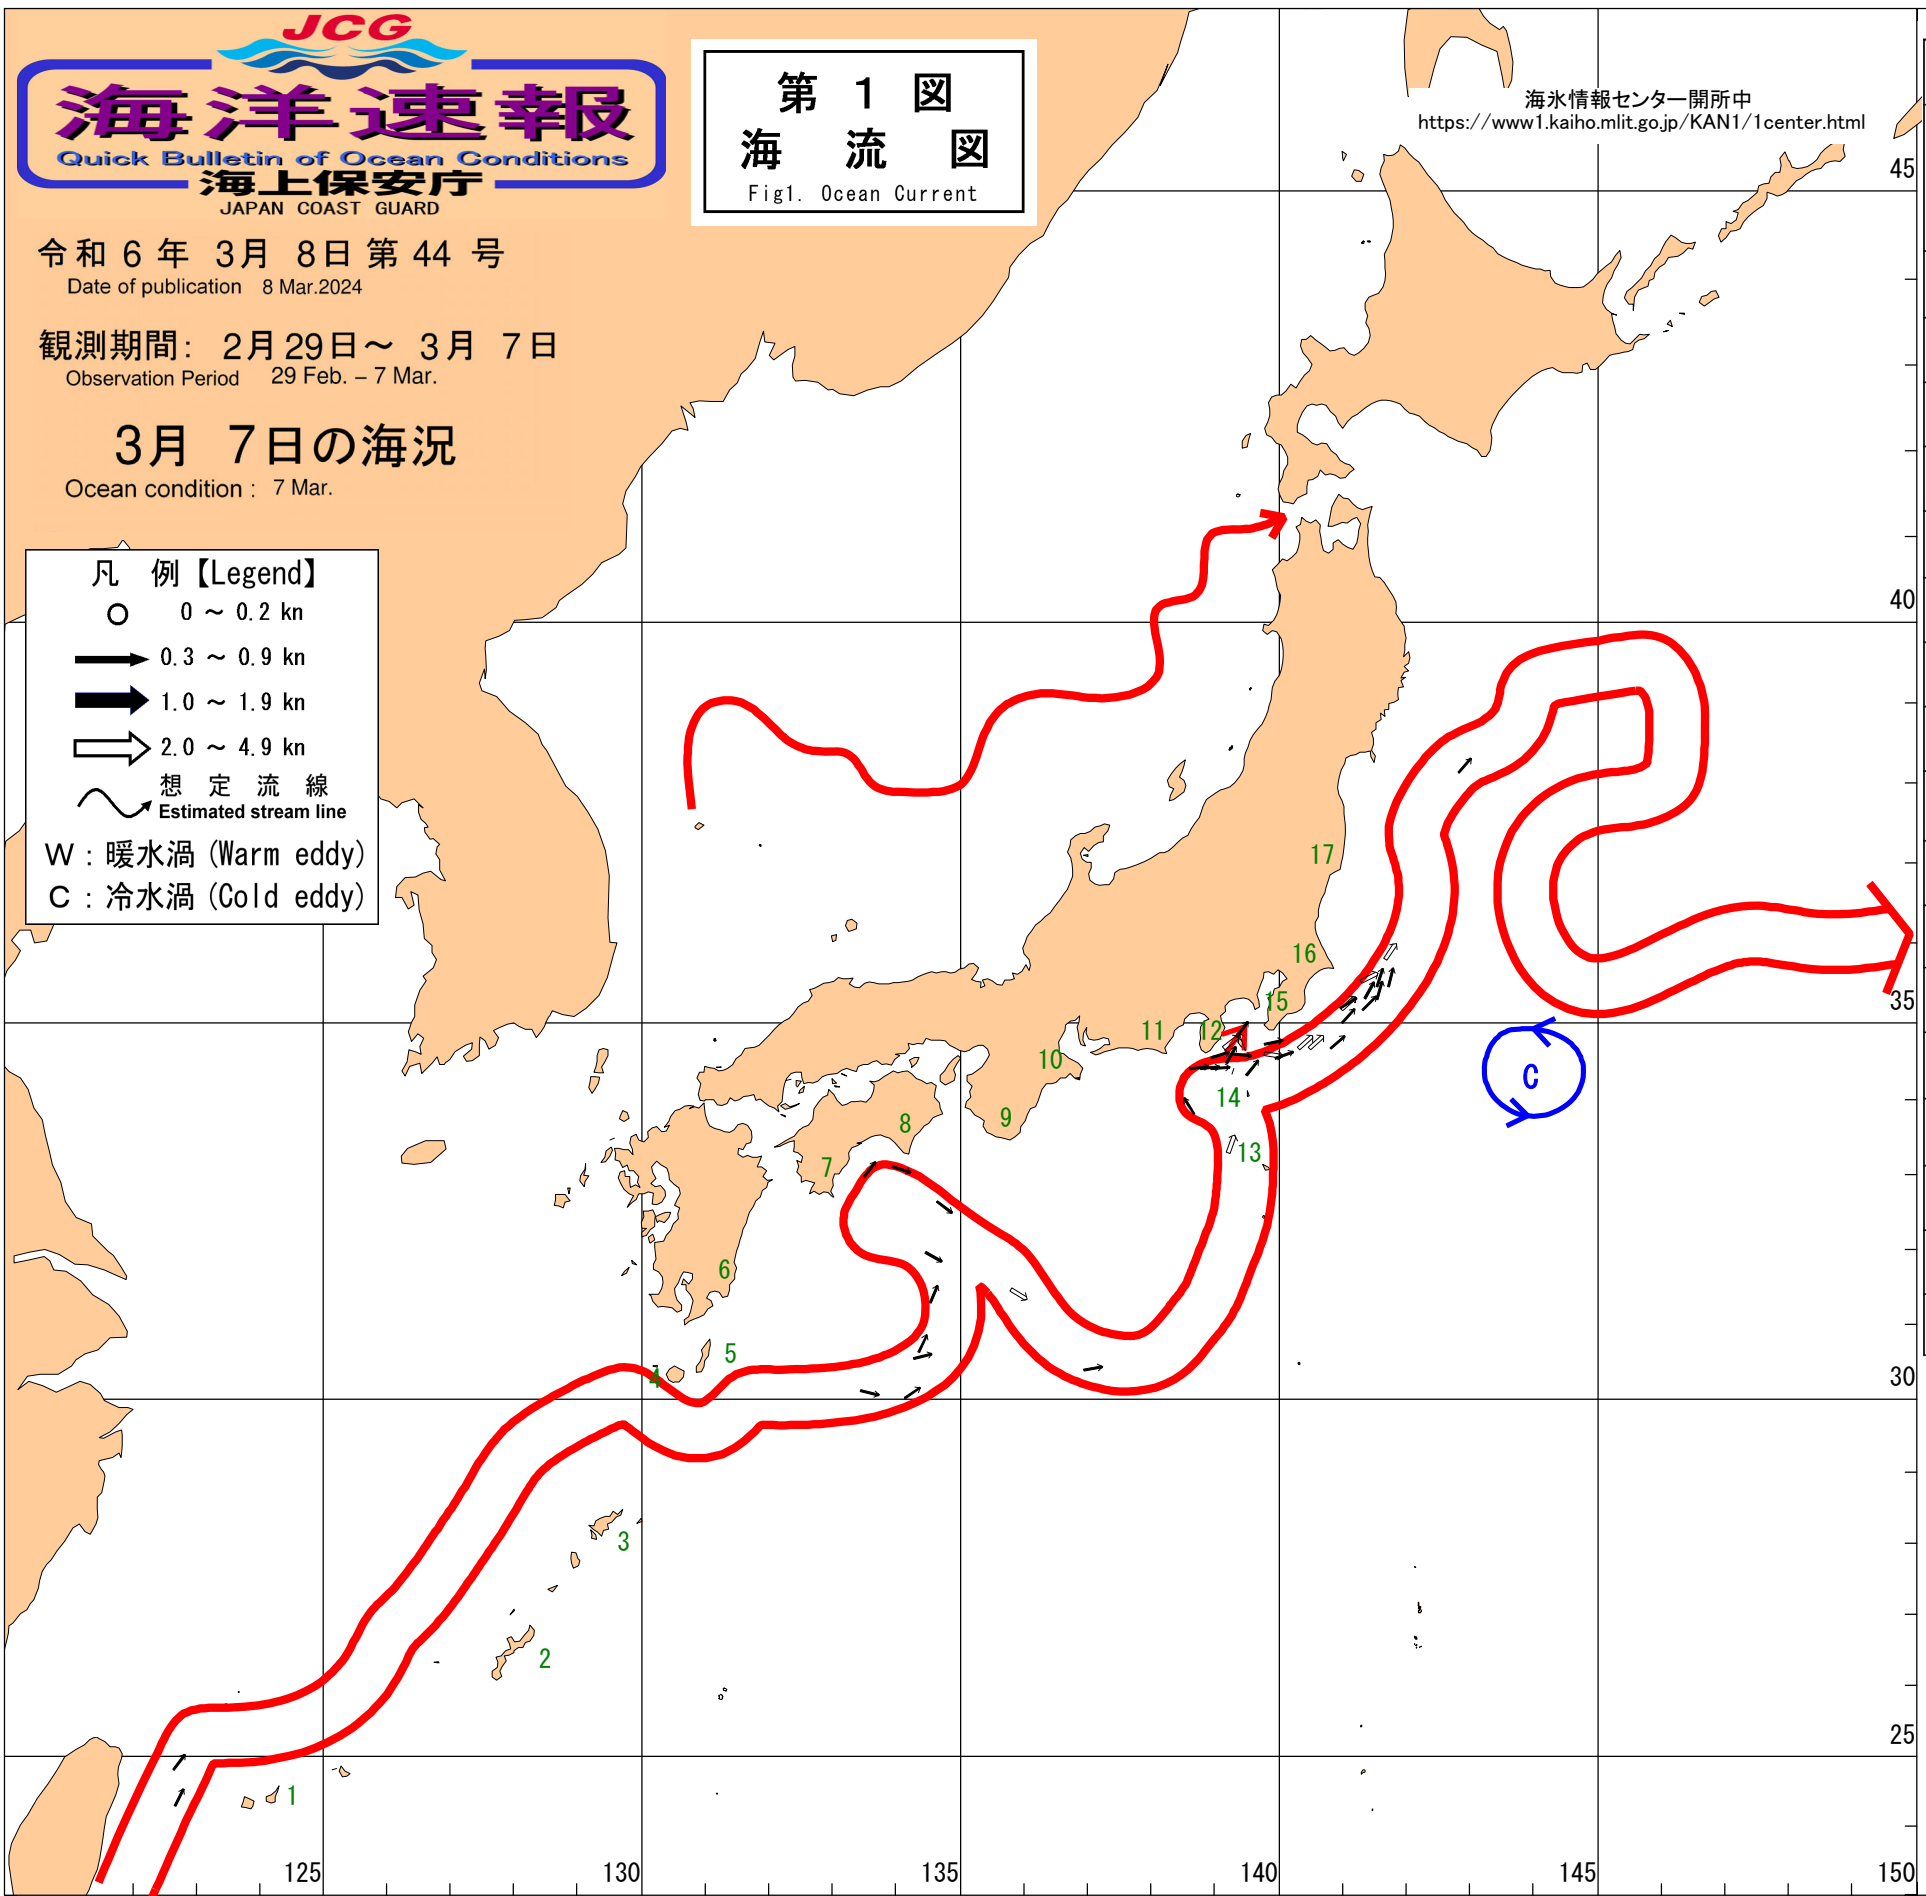 JCG
海洋速報
Quick Bulletin of Ocean Conditions
海上保安庁
JAPAN COAST GUARD
令和 6 年 3月 8日 第 44 号
Date of publication 8 Mar.2024
観測期間: 2月29日~ 3月 7日
Observation Period 29 Feb. – 7 Mar.
3月 7日の海況
Ocean condition : 7 Mar.
第 1 図
海 流 図
Fig1. Ocean Current
海氷情報センター開所中
https://www1.kaiho.mlit.go.jp/KAN1/1center.html
凡 例【Legend】
0 ~ 0.2 kn
0.3 ~ 0.9 kn
1.0 ~ 1.9 kn
2.0 ~ 4.9 kn
想 定 流 線
Estimated stream line
W : 暖水渦 (Warm eddy)
C : 冷水渦 (Cold eddy)
45
40
17
16
35
15
12
11
10
C
14
9
8
13
7
6
5
4
30
3
2
25
1
125
130
135
140
145
150